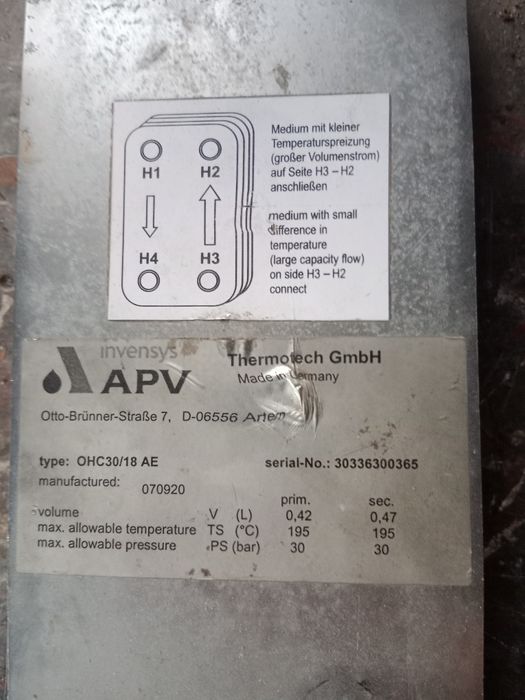 H1 H2
H4 H3
Medium mit kleiner
Temperaturspreizung
(großer Volumenstrom)
auf Seite H3 – H2
anschließen
medium with small
difference in
temperature
(large capacity flow)
on side H3 – H2
connect
invensys
APV
Thermotech GmbH
Made in Germany
Otto-Brünner-Straße 7, D-06556 Artern
type: OHC30/18 AE serial-No.: 30336300365
manufactured: 070920
prim. sec.
volume V (L) 0,42 0,47
max. allowable temperature TS (°C) 195 195
max. allowable pressure PS (bar) 30 30